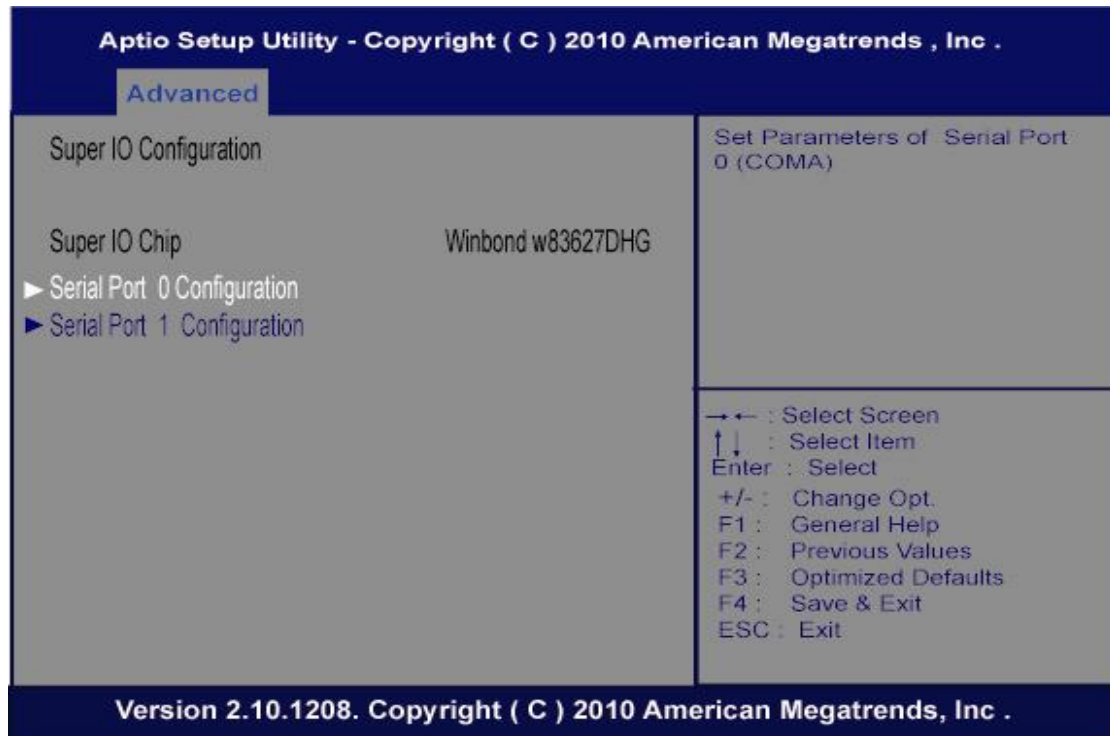 Aptio Setup Utility - Copyright ( C ) 2010 American Megatrends , Inc .
Advanced
Super IO Configuration
Super IO Chip Winbond w83627DHG
► Serial Port 0 Configuration
► Serial Port 1 Configuration
Set Parameters of Serial Port
0 (COMA)
→← : Select Screen
↑↓ : Select Item
Enter : Select
+/- : Change Opt.
F1 : General Help
F2 : Previous Values
F3 : Optimized Defaults
F4 : Save & Exit
ESC : Exit
Version 2.10.1208. Copyright ( C ) 2010 American Megatrends, Inc .